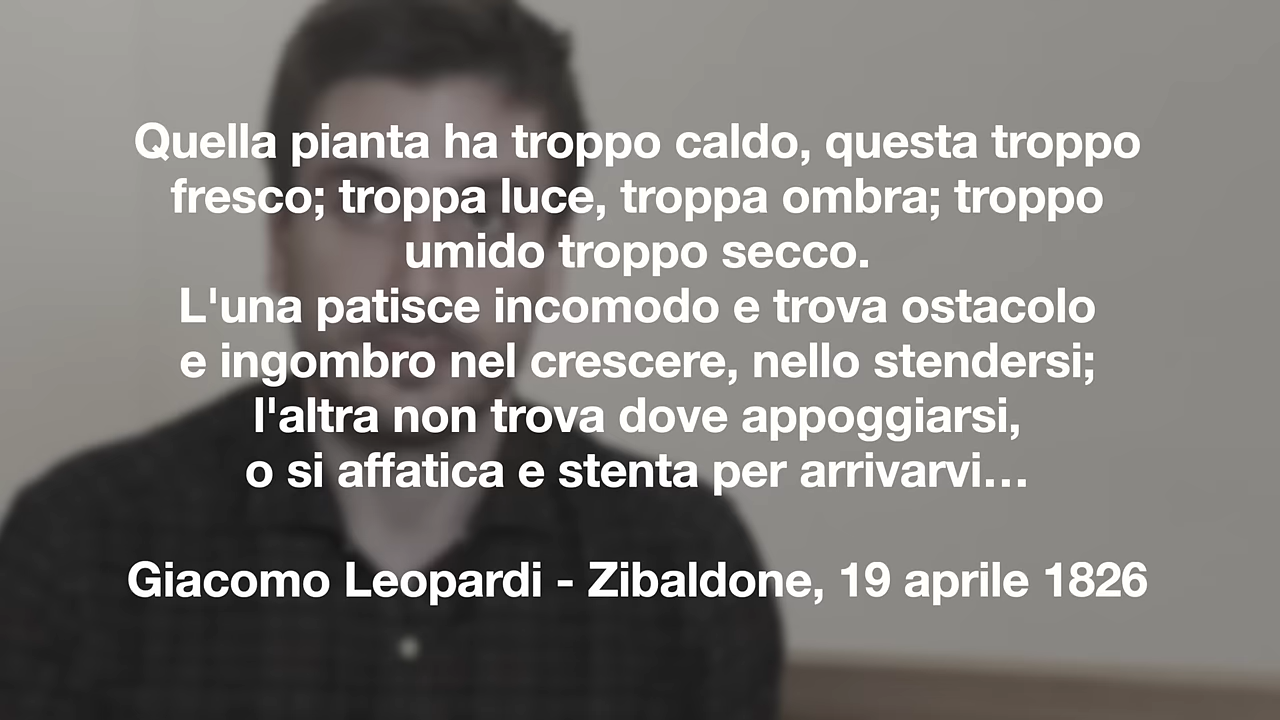 Quella pianta ha troppo caldo, questa troppo
fresco; troppa luce, troppa ombra; troppo
umido troppo secco.
L'una patisce incomodo e trova ostacolo
e ingombro nel crescere, nello stendersi;
l'altra non trova dove appoggiarsi,
o si affatica e stenta per arrivarvi…
Giacomo Leopardi - Zibaldone, 19 aprile 1826